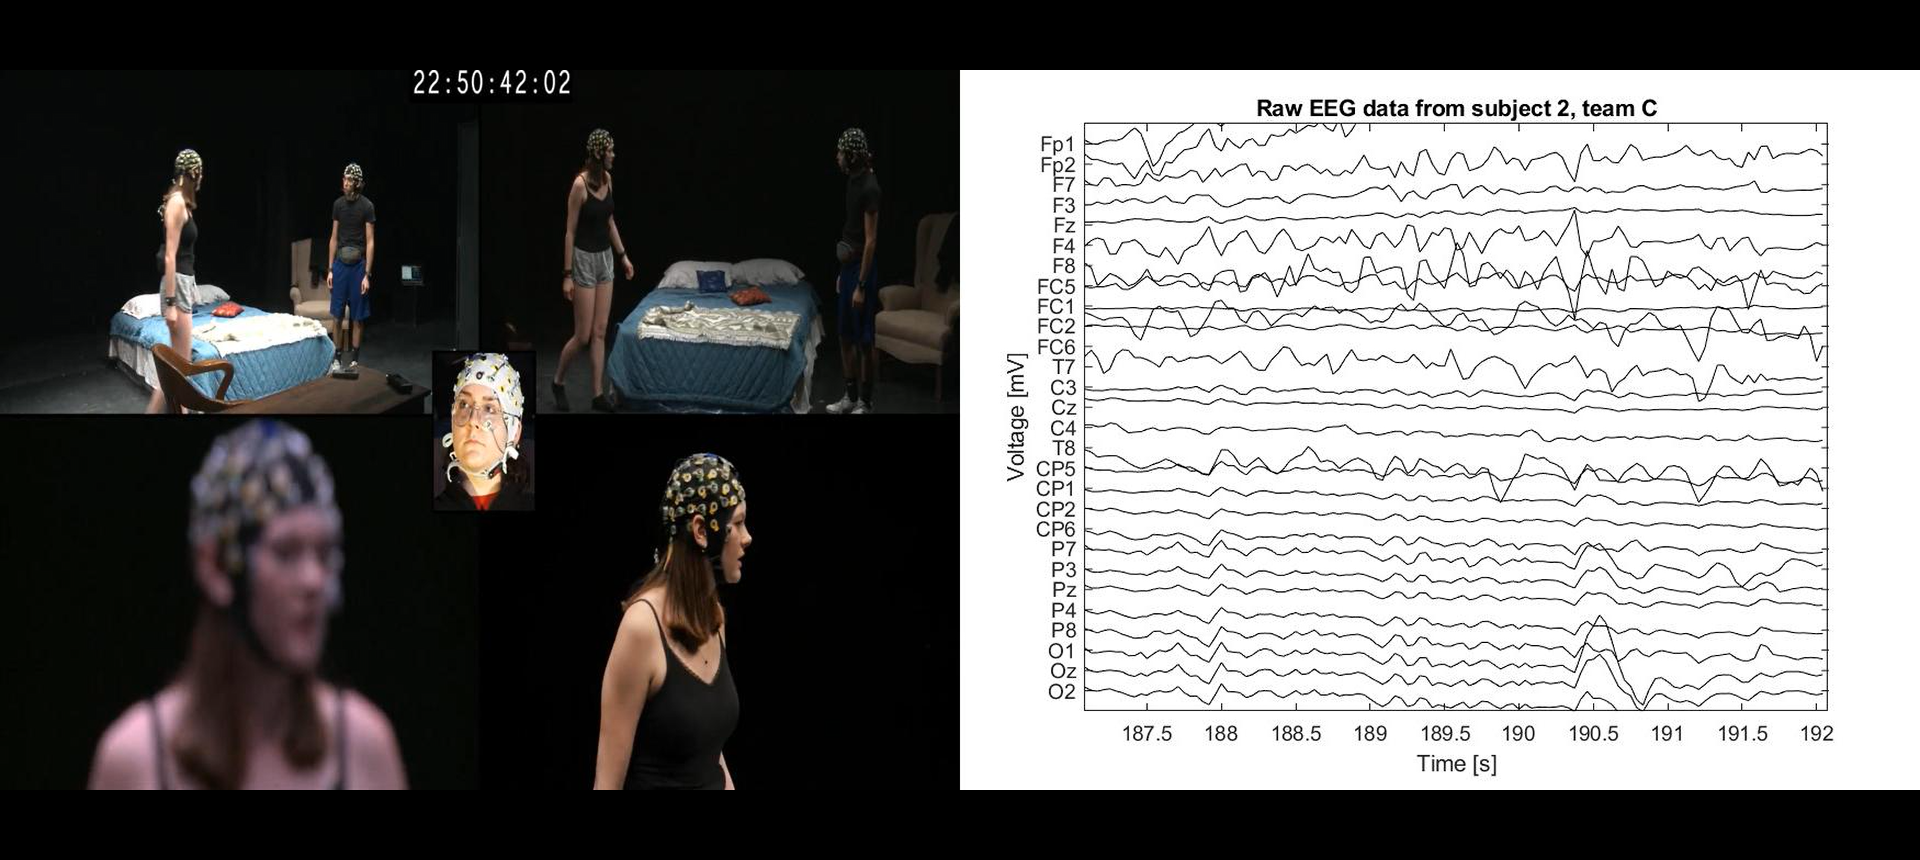 22:50:42:02
Raw EEG data from subject 2, team C
Fp1
Fp2
F7
F3
Fz
F4
F8
FC5
FC1
FC2
FC6
T7
C3
Cz
C4
T8
CP5
CP1
CP2
CP6
P7
P3
Pz
P4
P8
O1
Oz
O2
Voltage [mV]
187.5 188 188.5 189 189.5 190 190.5 191 191.5 192
Time [s]